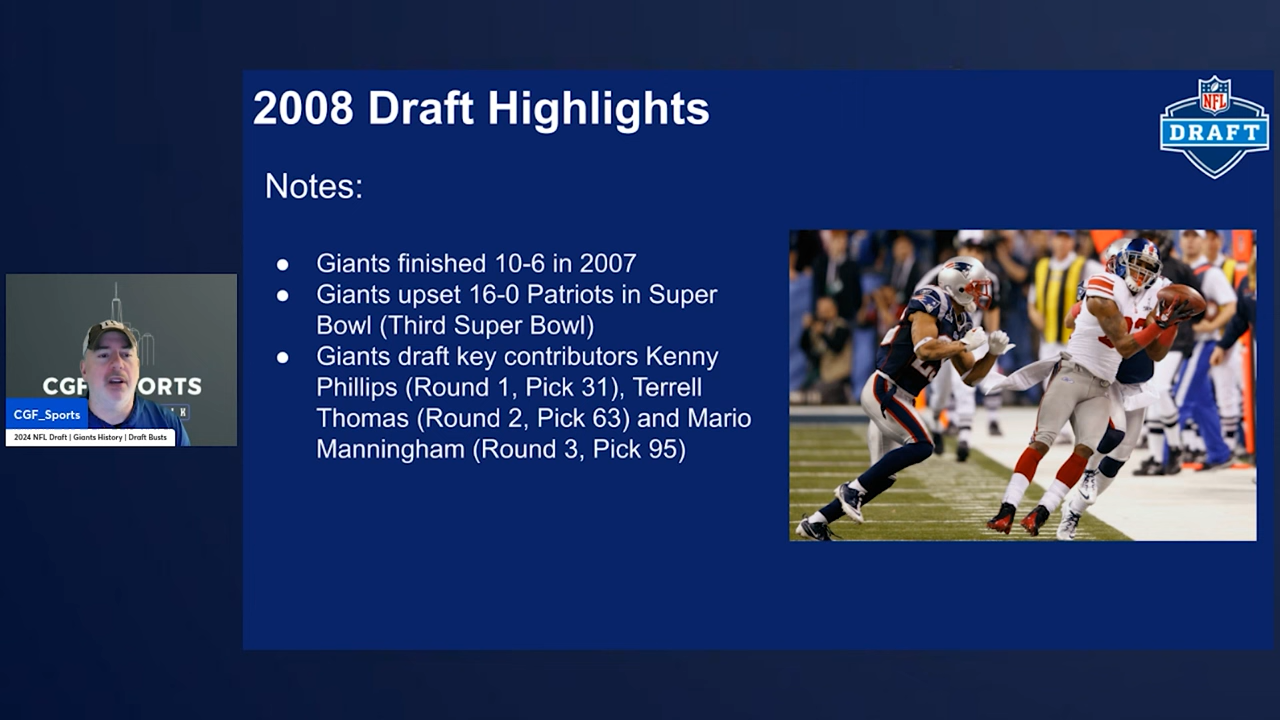 2008 Draft Highlights
NFL
DRAFT
Notes:
● Giants finished 10-6 in 2007
● Giants upset 16-0 Patriots in Super
Bowl (Third Super Bowl)
● Giants draft key contributors Kenny
Phillips (Round 1, Pick 31), Terrell
Thomas (Round 2, Pick 63) and Mario
Manningham (Round 3, Pick 95)
CGF_Sports
2024 NFL Draft | Giants History | Draft Busts